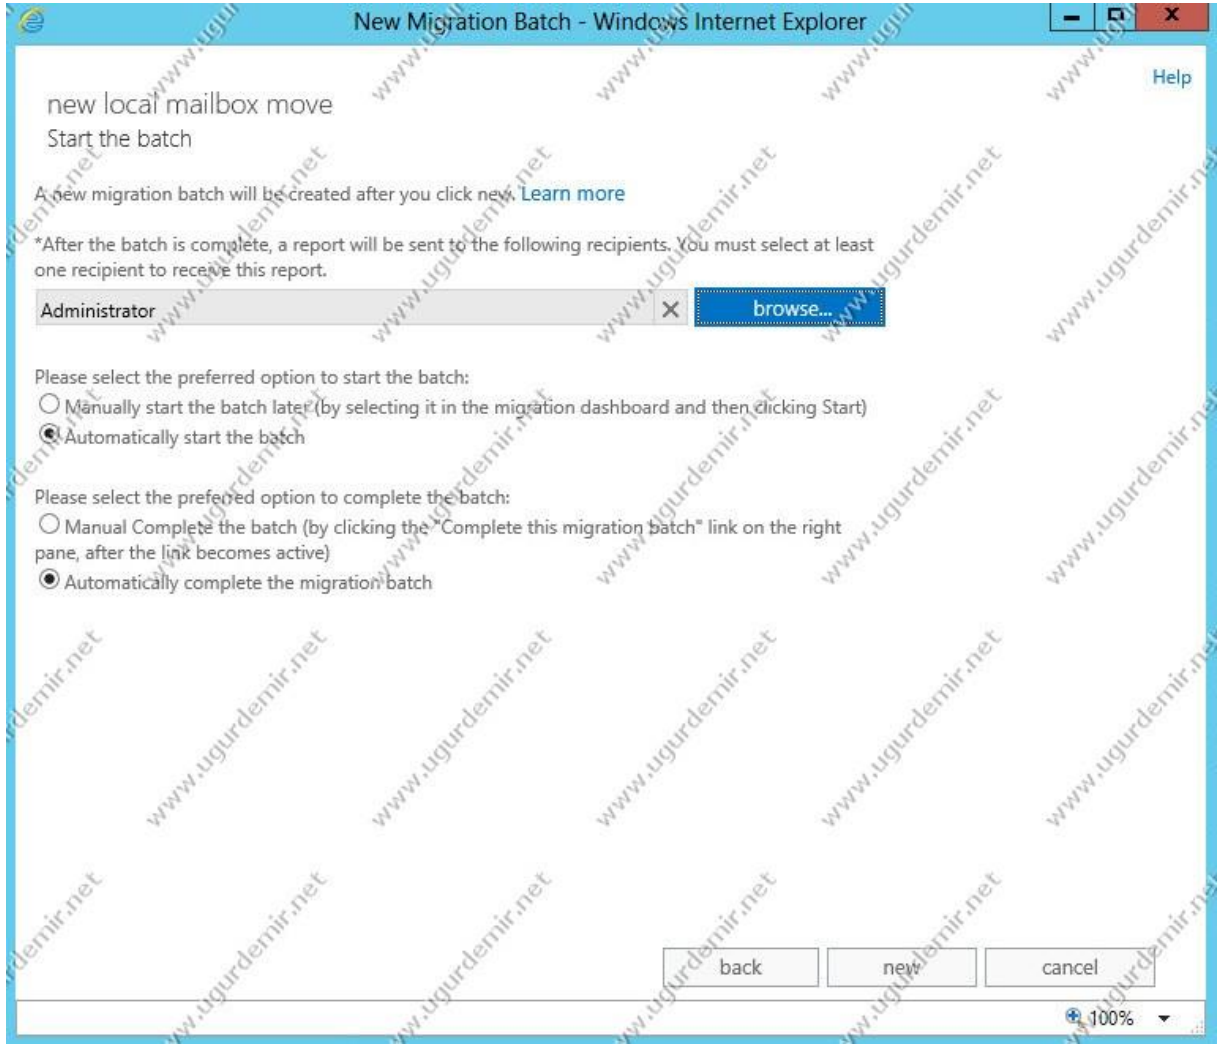 New Migration Batch - Windows Internet Explorer
Help
new local mailbox move
Start the batch
A new migration batch will be created after you click new. Learn more
*After the batch is complete, a report will be sent to the following recipients. You must select at least
one recipient to receive this report.
Administrator
browse...
Please select the preferred option to start the batch:
Manually start the batch later (by selecting it in the migration dashboard and then clicking Start)
Automatically start the batch
Please select the preferred option to complete the batch:
Manual Complete the batch (by clicking the "Complete this migration batch" link on the right
pane, after the link becomes active)
Automatically complete the migration batch
back
new
cancel
100%
www.ugurdemir.net